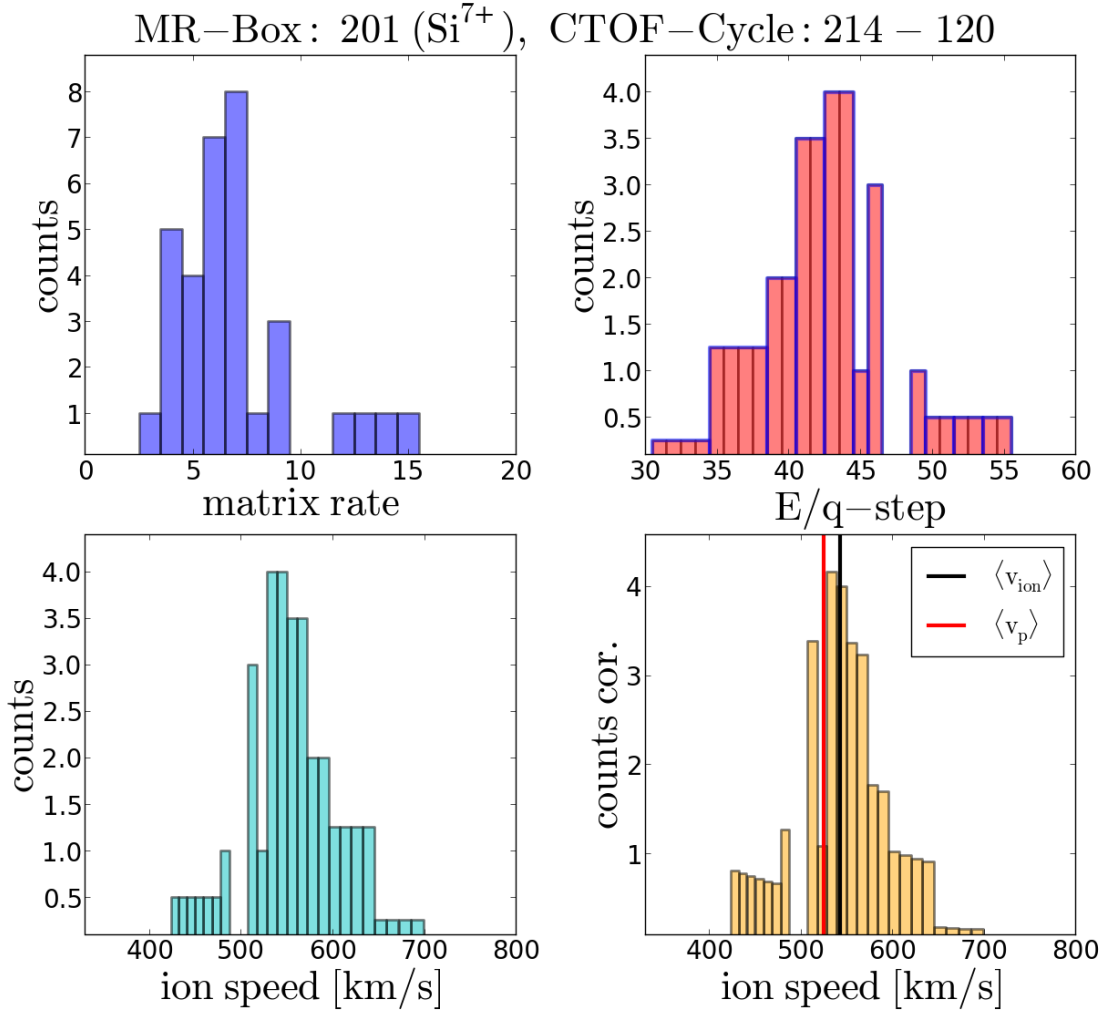 MR−Box: 201 (Si⁷⁺), CTOF−Cycle: 214 − 120
counts
8
7
6
5
4
3
2
1
0 5 10 15 20
matrix rate
counts
4.0
3.5
3.0
2.5
2.0
1.5
1.0
0.5
30 35 40 45 50 55 60
E/q−step
counts
4.0
3.5
3.0
2.5
2.0
1.5
1.0
0.5
400 500 600 700 800
ion speed [km/s]
counts cor.
4
3
2
1
⟨v_ion⟩
⟨v_p⟩
400 500 600 700 800
ion speed [km/s]